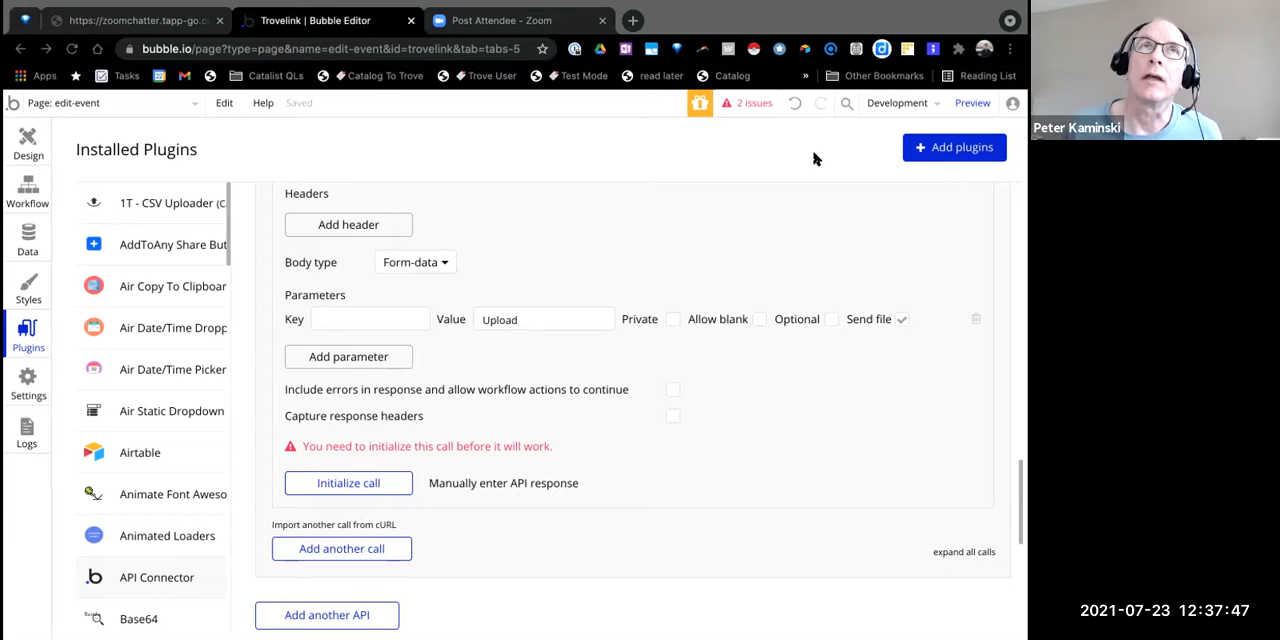 https://zoomchatter.tapp-go.c
Trovelink | Bubble Editor
Post Attendee - Zoom
bubble.io/page?type=page&name=edit-event&id=trovelink&tab=tabs-5
Apps
Tasks
Catalist QLs
Catalog To Trove
Trove User
Test Mode
read later
Catalog
»
Other Bookmarks
Reading List
Page: edit-event
Edit
Help
Saved
2 issues
Development
Preview
Peter Kaminski
Design
Workflow
Data
Styles
Plugins
Settings
Logs
Installed Plugins
Add plugins
1T - CSV Uploader (C
AddToAny Share But
Air Copy To Clipboar
Air Date/Time Dropp
Air Date/Time Picker
Air Static Dropdown
Airtable
Animate Font Aweso
Animated Loaders
API Connector
Base64
Headers
Add header
Body type
Form-data
Parameters
Key
Value
Upload
Private
Allow blank
Optional
Send file
Add parameter
Include errors in response and allow workflow actions to continue
Capture response headers
You need to initialize this call before it will work.
Initialize call
Manually enter API response
Import another call from cURL
Add another call
expand all calls
Add another API
2021-07-23 12:37:47